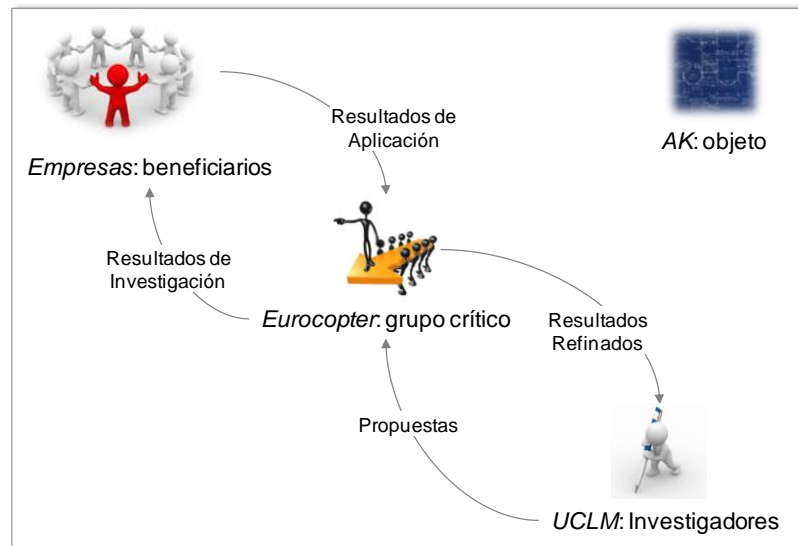 Resultados de
Aplicación
AK: objeto
Empresas: beneficiarios
Resultados de
Investigación
Eurocopter: grupo crítico
Resultados
Refinados
Propuestas
UCLM: Investigadores